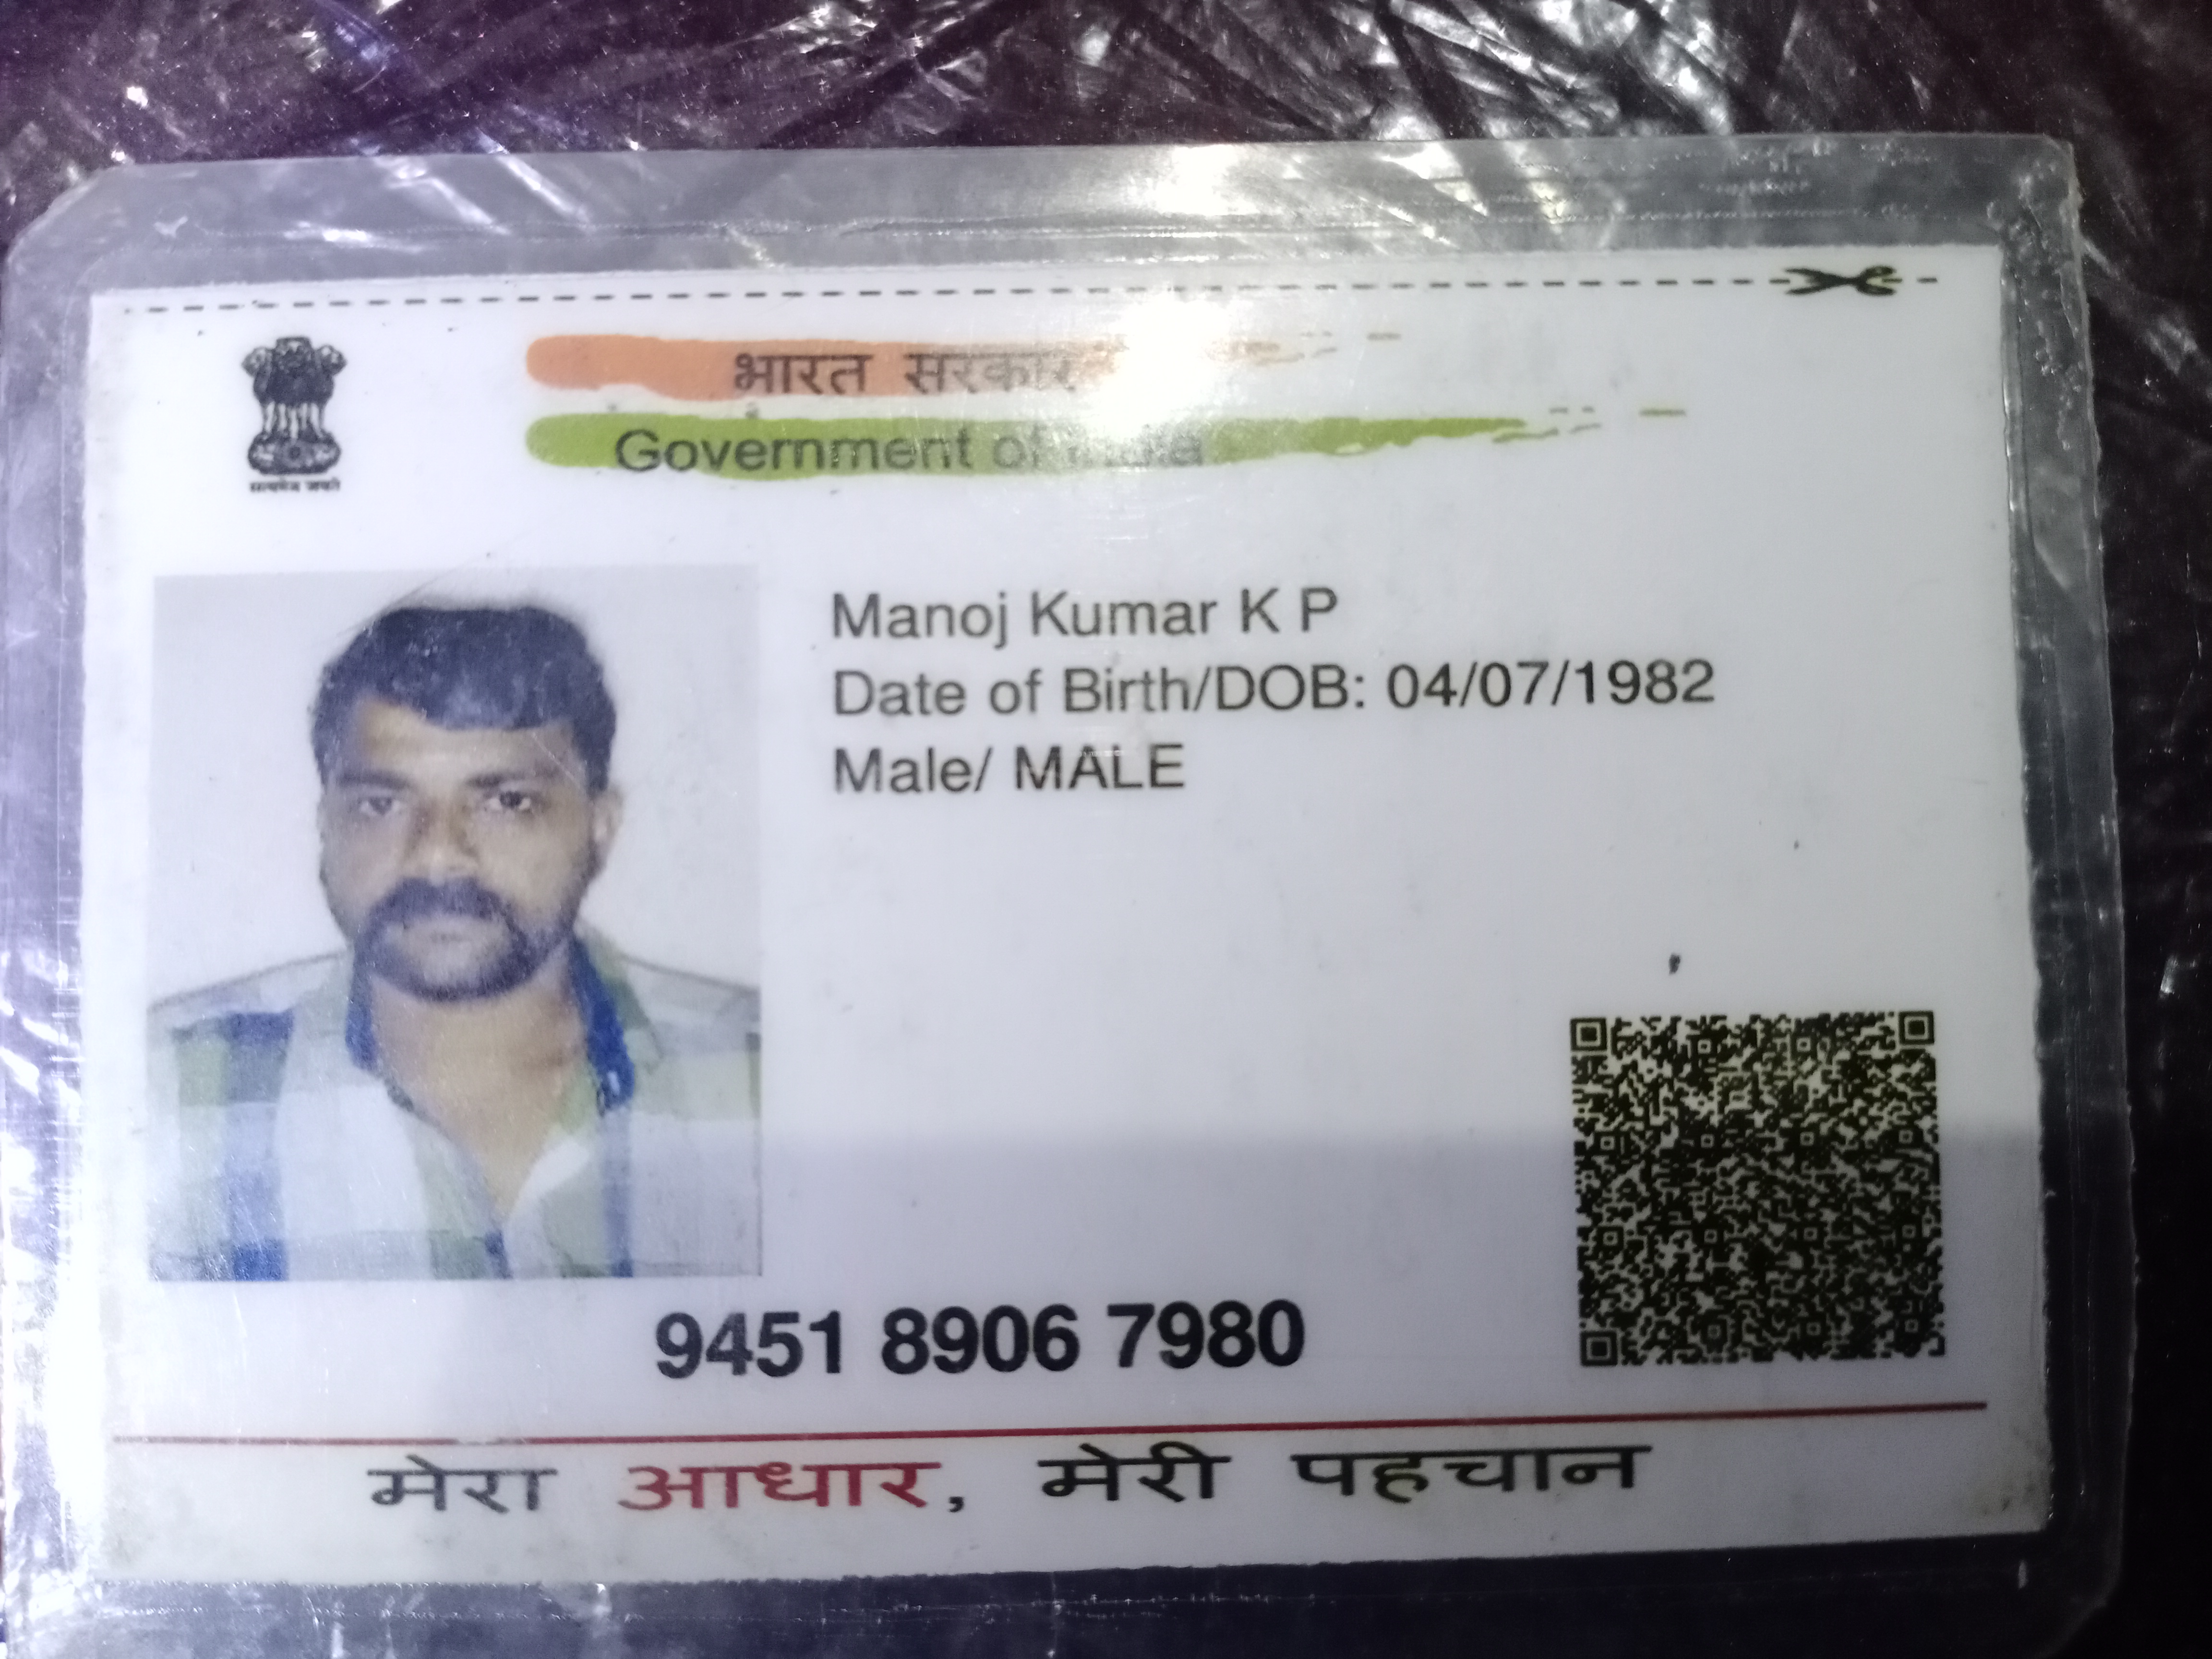 भारत सरकार
Government of India
सत्यमेव जयते
Manoj Kumar K P
Date of Birth/DOB: 04/07/1982
Male/ MALE
9451 8906 7980
मेरा आधार, मेरी पहचान